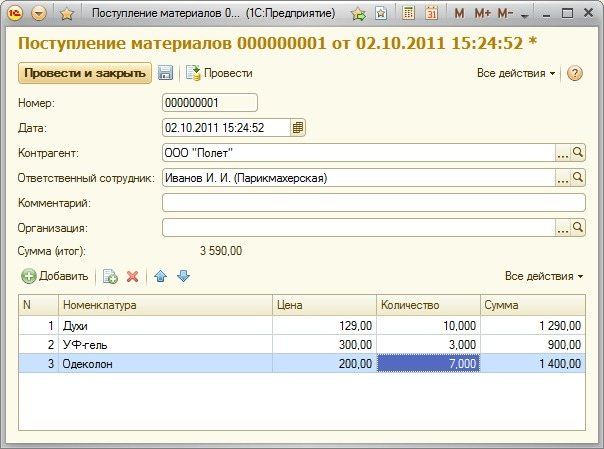 Поступление материалов 0... (1С:Предприятие) M M+ M-
Поступление материалов 000000001 от 02.10.2011 15:24:52 *
Провести и закрыть Провести Все действия ?
Номер: 000000001
Дата: 02.10.2011 15:24:52
Контрагент: ООО "Полет" ...
Ответственный сотрудник: Иванов И. И. (Парикмахерская) ...
Комментарий:
Организация: ...
Сумма (итог): 3 590,00
Добавить Все действия
N Номенклатура Цена Количество Сумма
1 Духи 129,00 10,000 1 290,00
2 УФ-гель 300,00 3,000 900,00
3 Одеколон 200,00 7,000 1 400,00